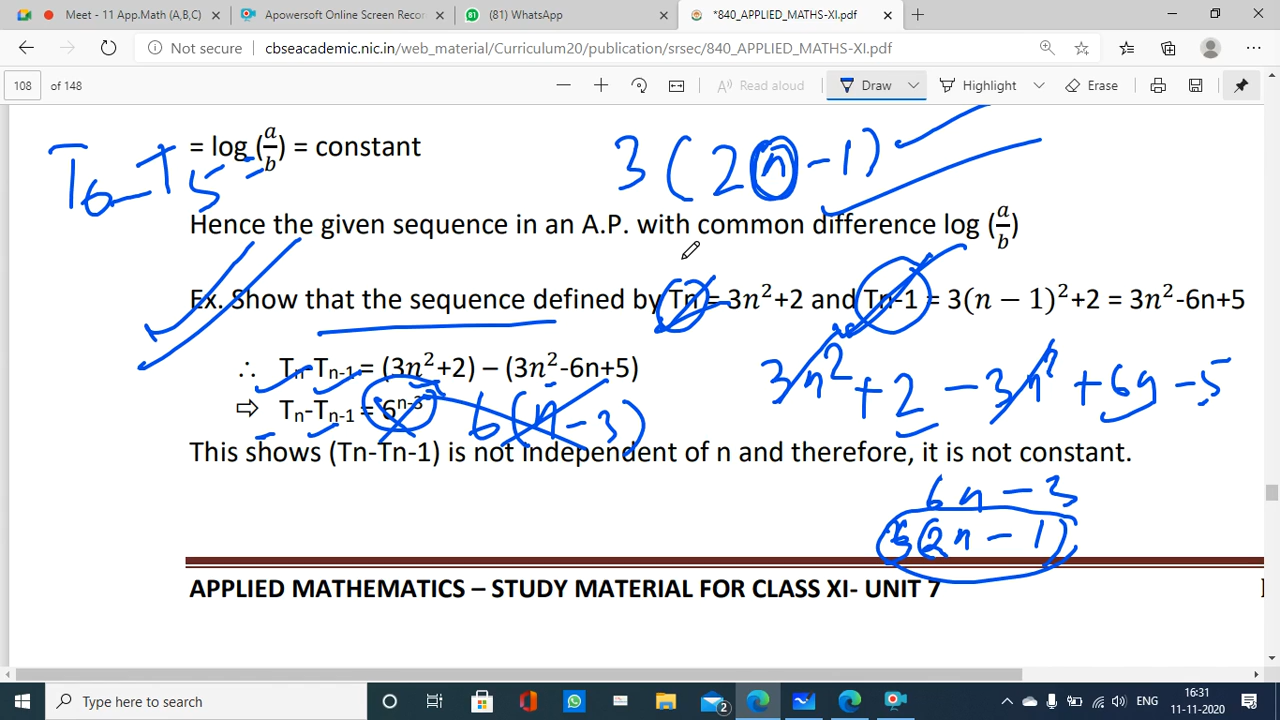 Meet - 11 App.Math (A,B,C)
Apowersoft Online Screen Recor
(81) WhatsApp
*840_APPLIED_MATHS-XI.pdf
Not secure
cbseacademic.nic.in/web_material/Curriculum20/publication/srsec/840_APPLIED_MATHS-XI.pdf
108 of 148
Read aloud
Draw
Highlight
Erase
= log (a/b) = constant
T6 - T5 =
3(2n-1)
Hence the given sequence in an A.P. with common difference log (a/b)
Ex. Show that the sequence defined by Tn = 3n²+2 and Tn-1 = 3(n − 1)²+2 = 3n²-6n+5
∴ Tn-Tn-1 = (3n²+2) – (3n²-6n+5)
3n² + 2 - 3n² + 6n - 5
⇨ Tn-Tn-1 = 6ⁿ⁻³
6(n-3)
This shows (Tn-Tn-1) is not independent of n and therefore, it is not constant.
6n - 3
3(2n - 1)
APPLIED MATHEMATICS – STUDY MATERIAL FOR CLASS XI- UNIT 7
Type here to search
2
ENG
16:31
11-11-2020